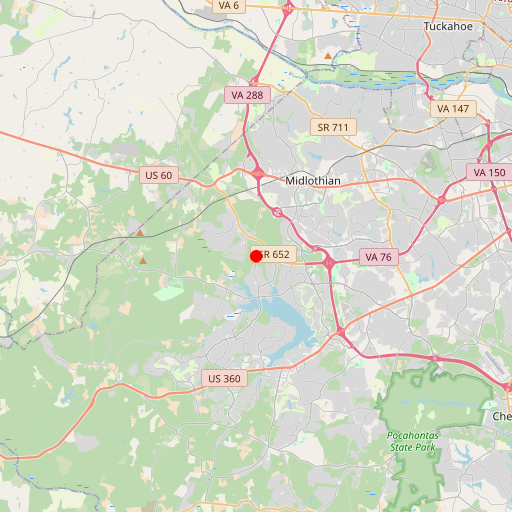 VA 6
Tuckahoe
VA 288
VA 147
SR 711
US 60
Midlothian
VA 150
SR 652
VA 76
US 360
Pocahontas
State Park